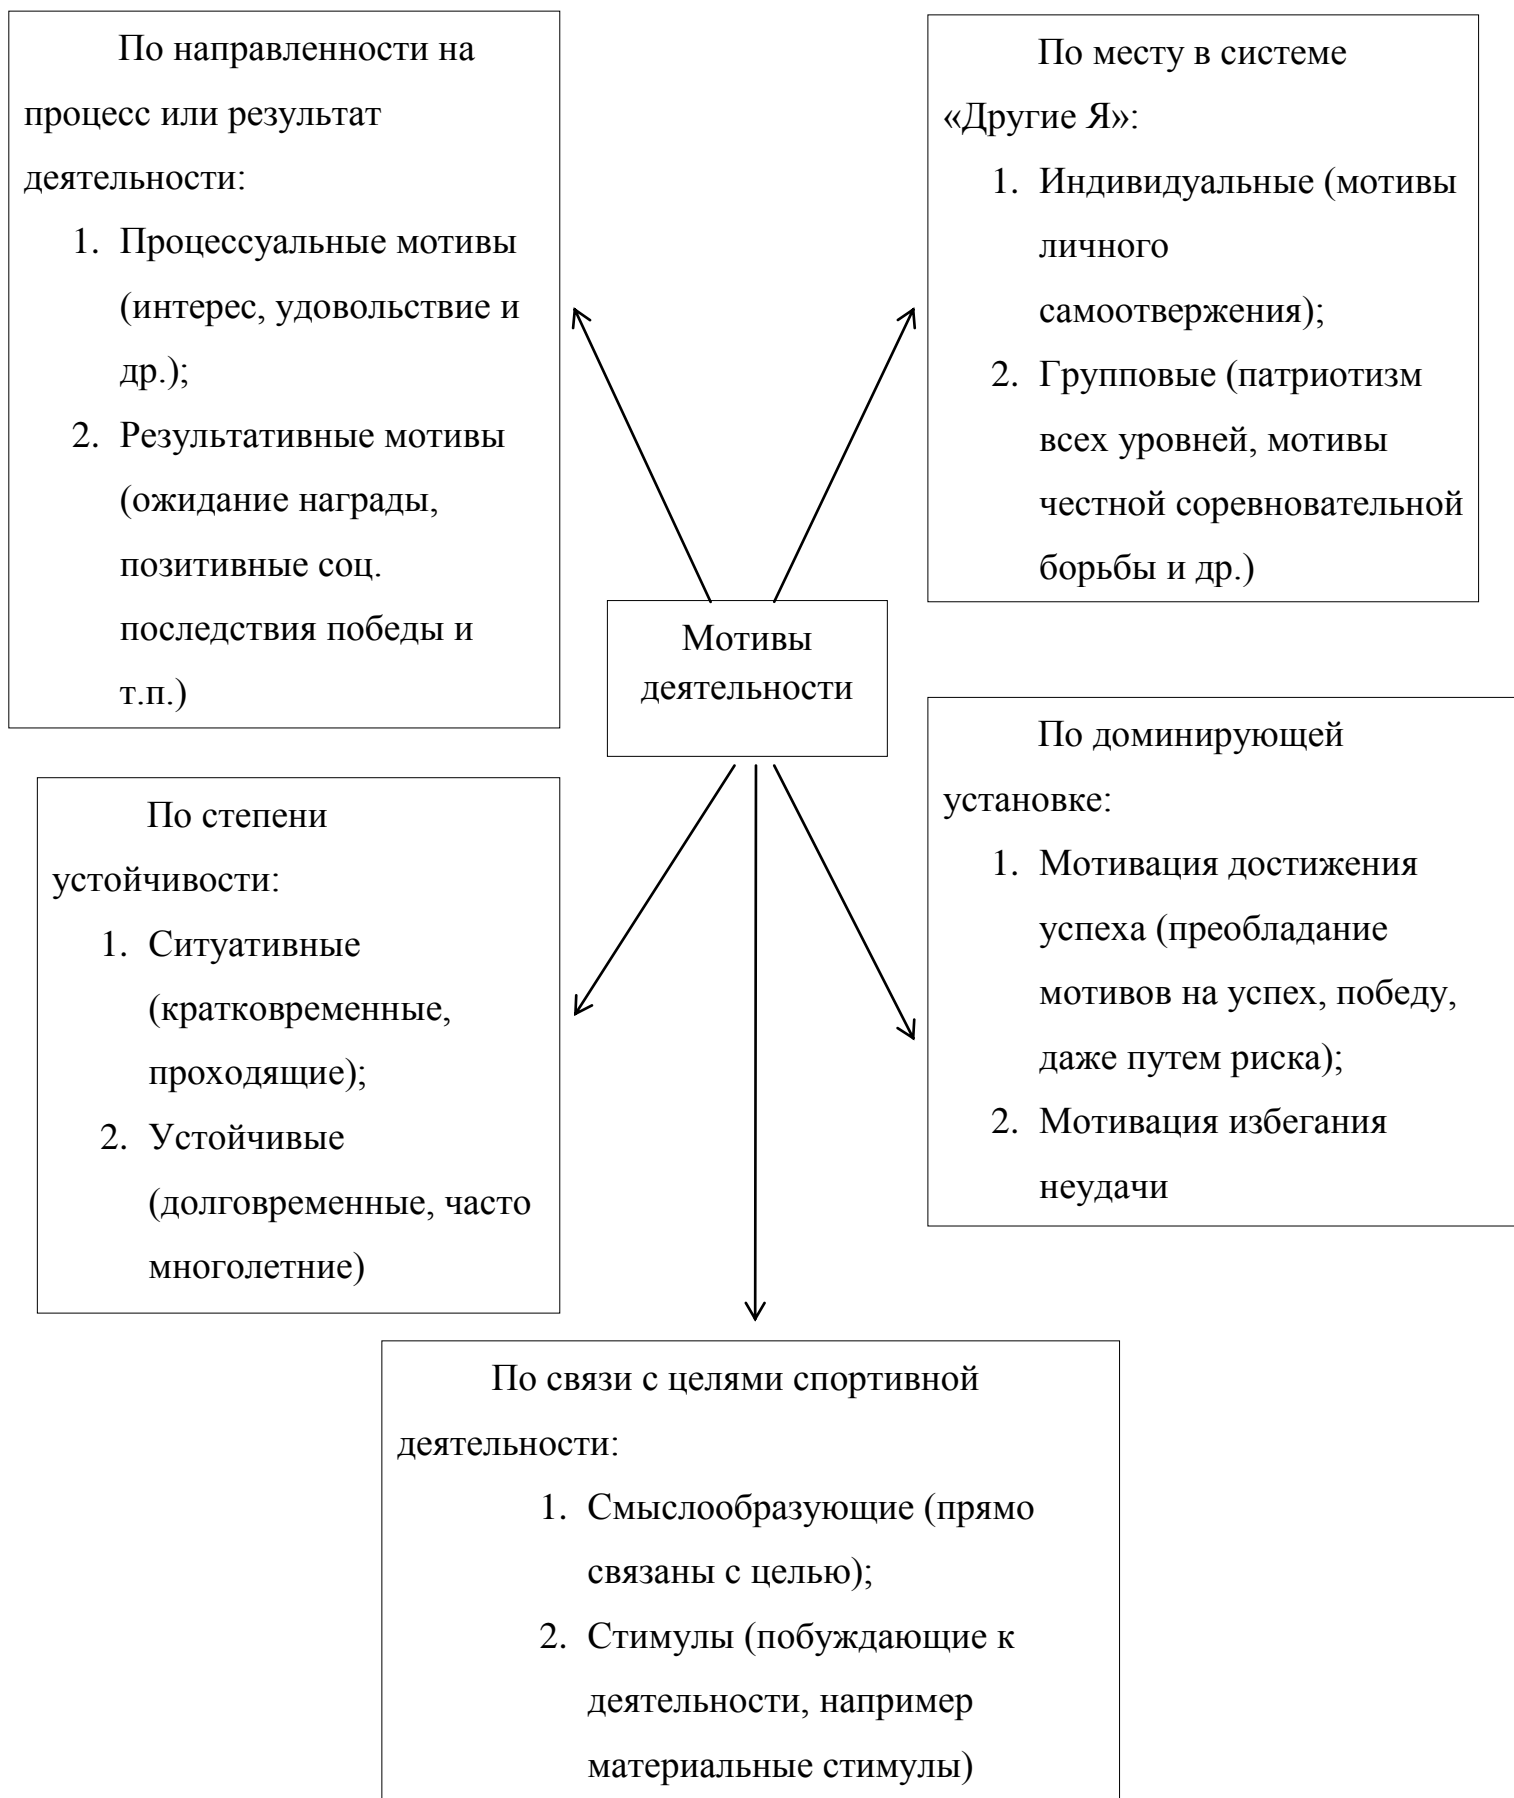 По направленности на
процесс или результат
деятельности:
1. Процессуальные мотивы
(интерес, удовольствие и
др.);
2. Результативные мотивы
(ожидание награды,
позитивные соц.
последствия победы и
т.п.)
По месту в системе
«Другие Я»:
1. Индивидуальные (мотивы
личного
самоотвержения);
2. Групповые (патриотизм
всех уровней, мотивы
честной соревновательной
борьбы и др.)
Мотивы
деятельности
По степени
устойчивости:
1. Ситуативные
(кратковременные,
проходящие);
2. Устойчивые
(долговременные, часто
многолетние)
По доминирующей
установке:
1. Мотивация достижения
успеха (преобладание
мотивов на успех, победу,
даже путем риска);
2. Мотивация избегания
неудачи
По связи с целями спортивной
деятельности:
1. Смыслообразующие (прямо
связаны с целью);
2. Стимулы (побуждающие к
деятельности, например
материальные стимулы)